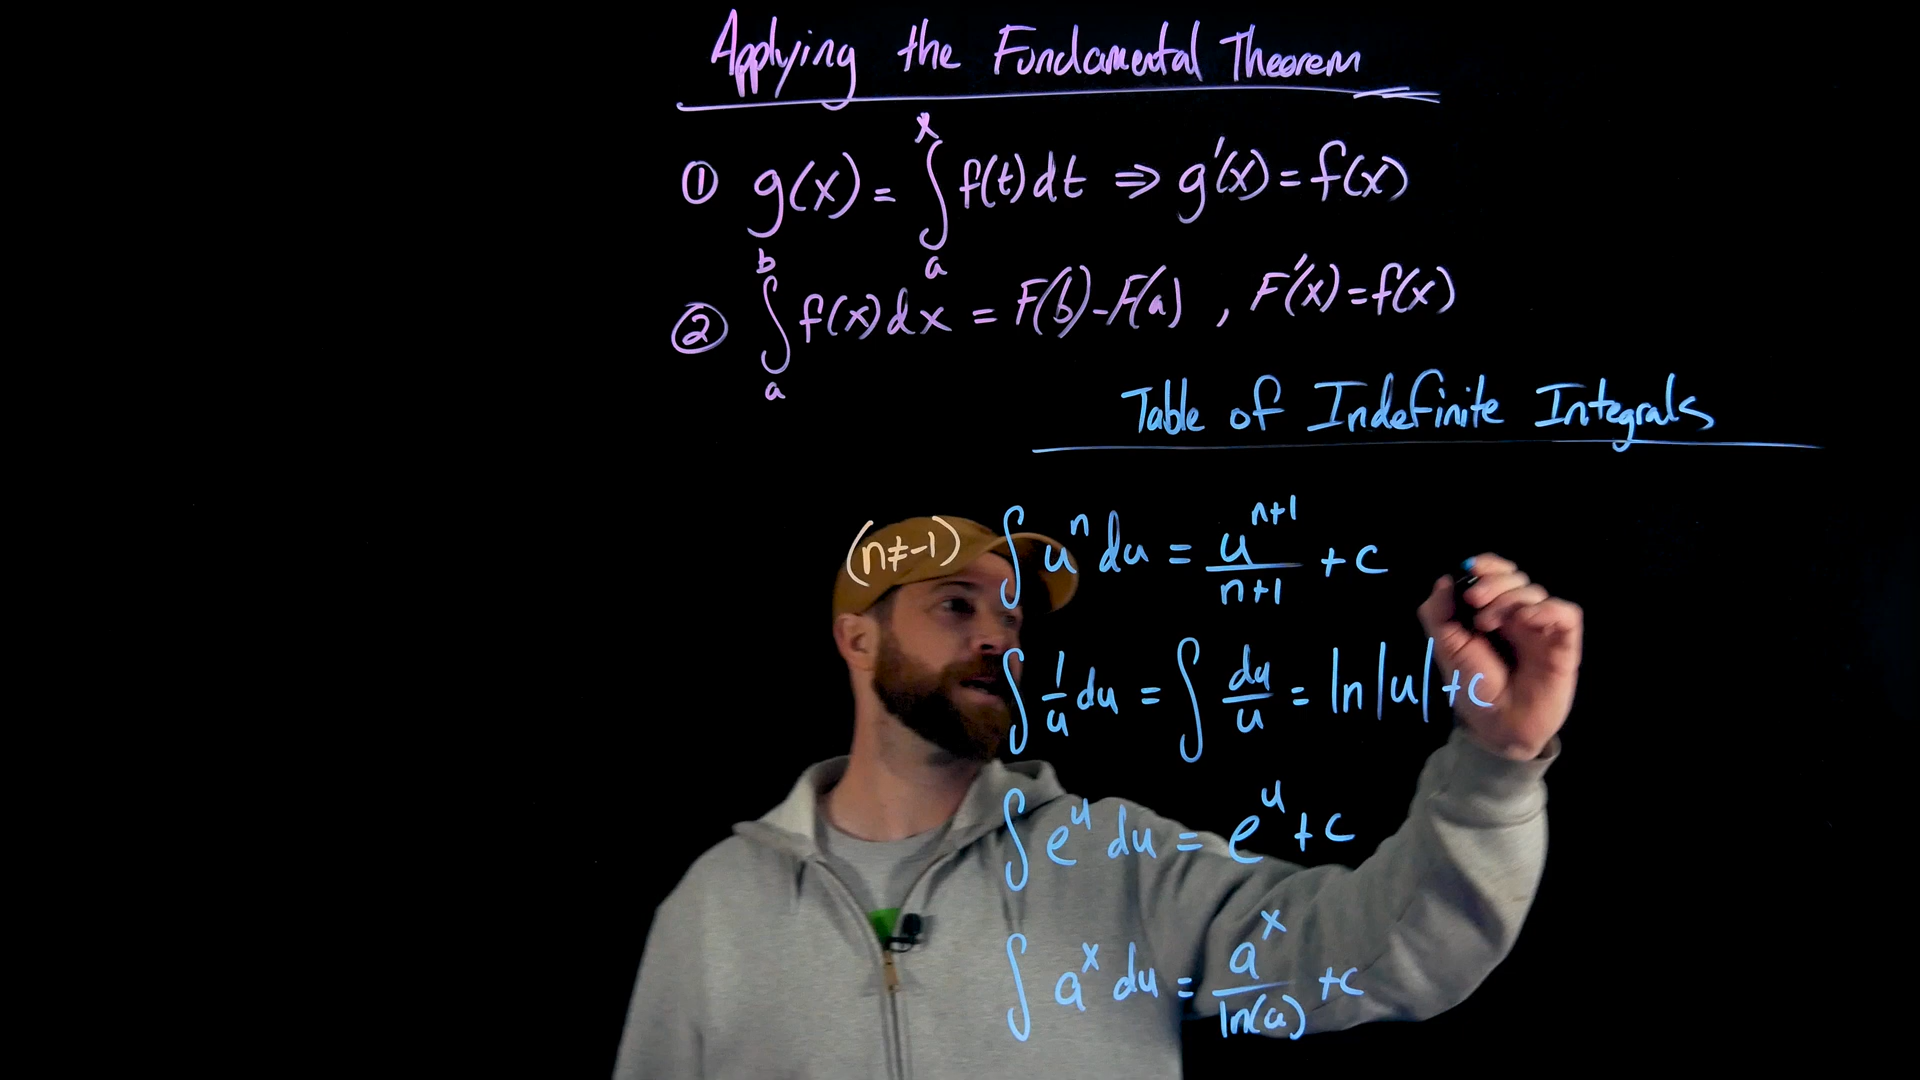 Applying the Fundamental Theorem
① g(x) = ∫ₐˣ f(t) dt ⇒ g'(x) = f(x)
② ∫ₐᵇ f(x) dx = F(b) - F(a) , F'(x) = f(x)
Table of Indefinite Integrals
(n≠-1) ∫ uⁿ du = uⁿ⁺¹/(n+1) + c
∫ 1/u du = ∫ du/u = ln|u| + c
∫ eᵘ du = eᵘ + c
∫ aˣ du = aˣ/ln(a) + c